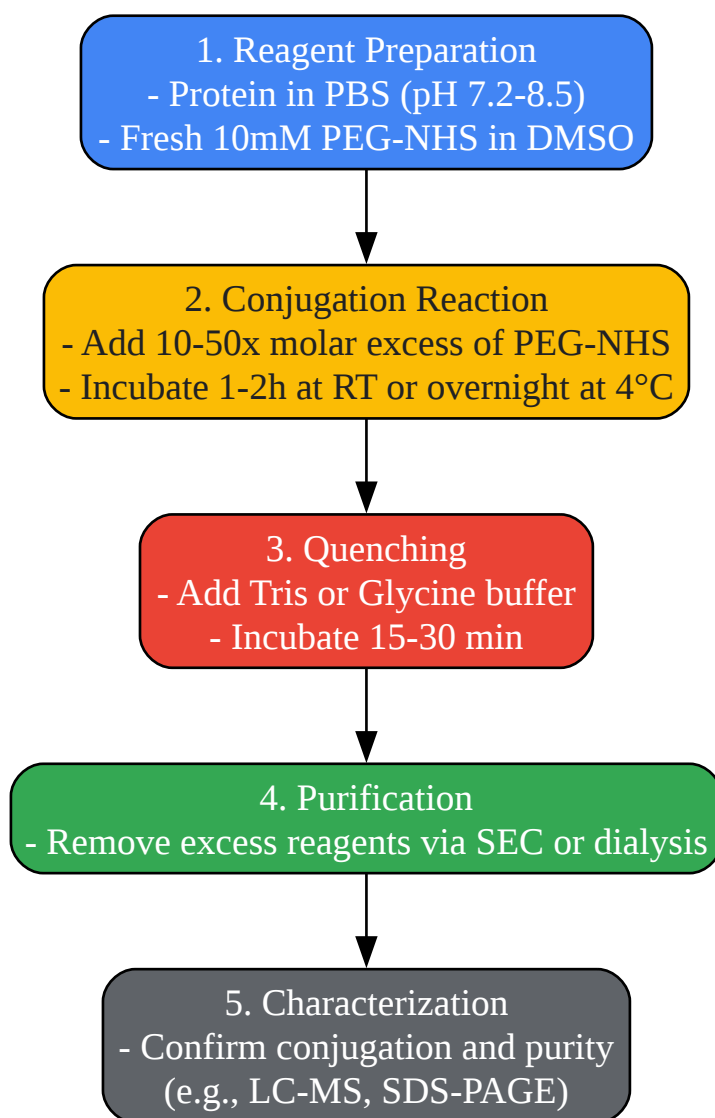 1. Reagent Preparation
- Protein in PBS (pH 7.2-8.5)
- Fresh 10mM PEG-NHS in DMSO
2. Conjugation Reaction
- Add 10-50x molar excess of PEG-NHS
- Incubate 1-2h at RT or overnight at 4°C
3. Quenching
- Add Tris or Glycine buffer
- Incubate 15-30 min
4. Purification
- Remove excess reagents via SEC or dialysis
5. Characterization
- Confirm conjugation and purity
(e.g., LC-MS, SDS-PAGE)